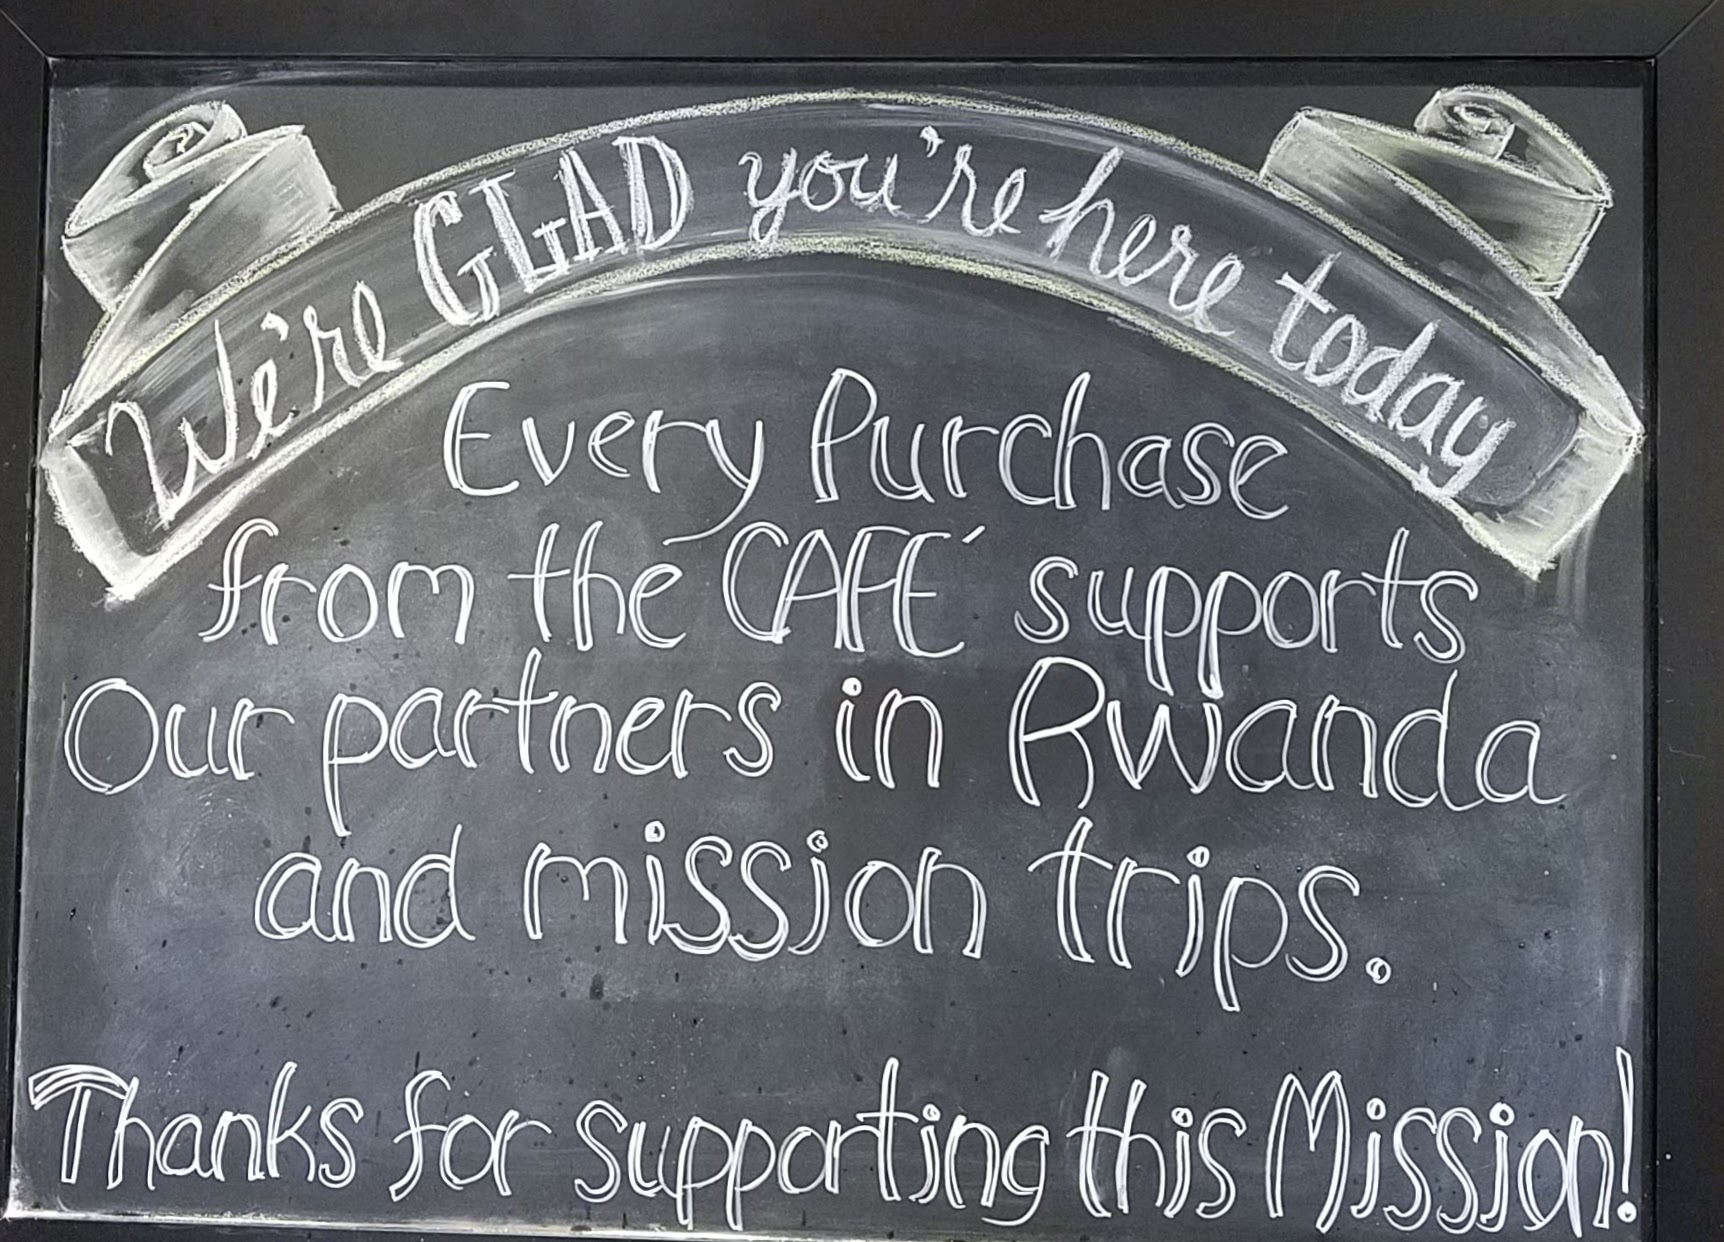 We're GLAD you're here today
Every Purchase
from the CAFÉ supports
Our partners in Rwanda
and mission trips.
Thanks for supporting this Mission!